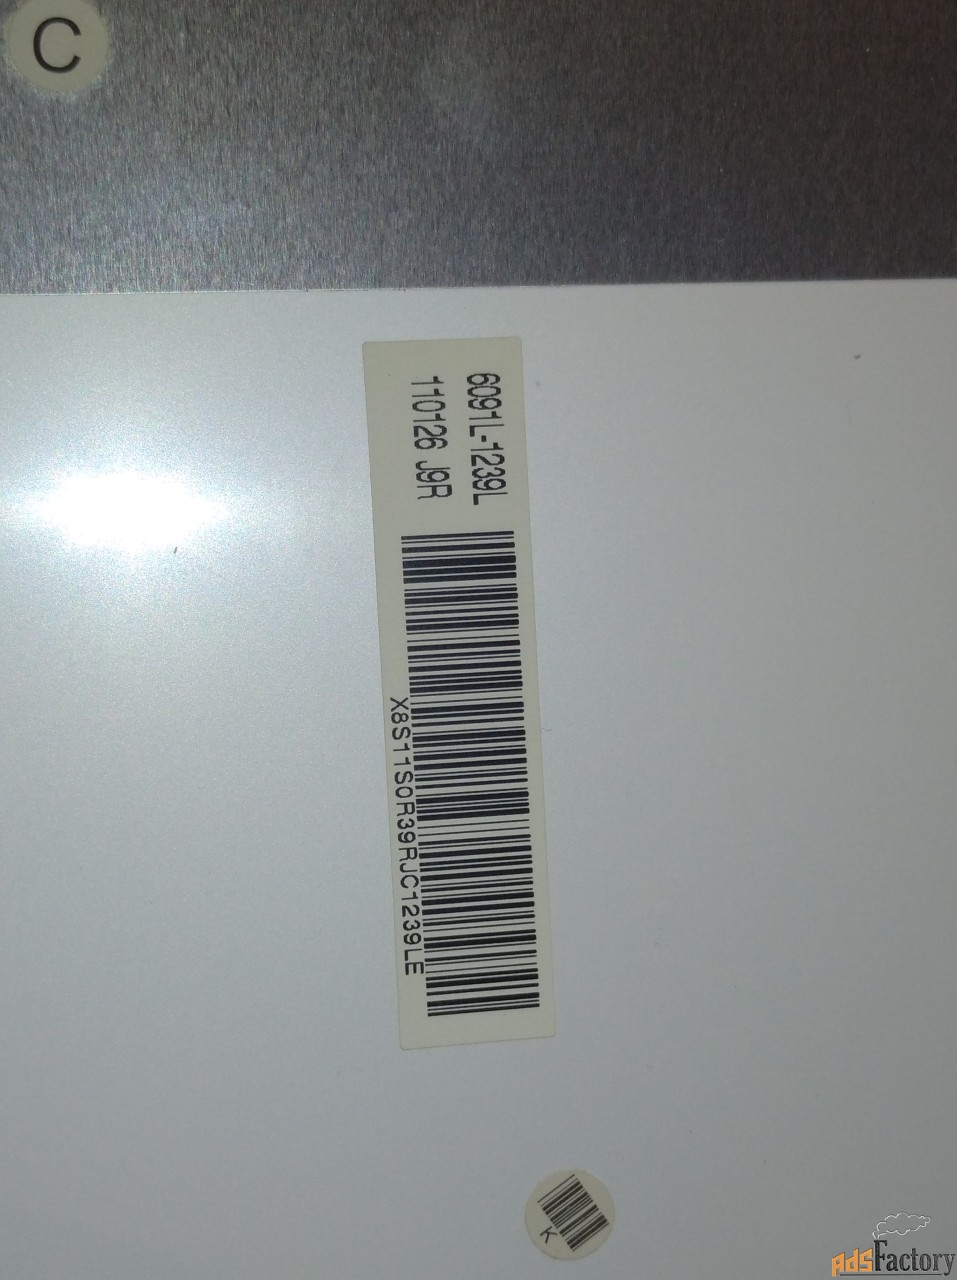 C
6091L-1239L
110126 J9R
X8S11S0R39RJC1239LE
K
AdsFactory